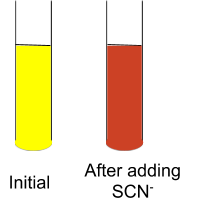 Initial
After adding
SCN⁻